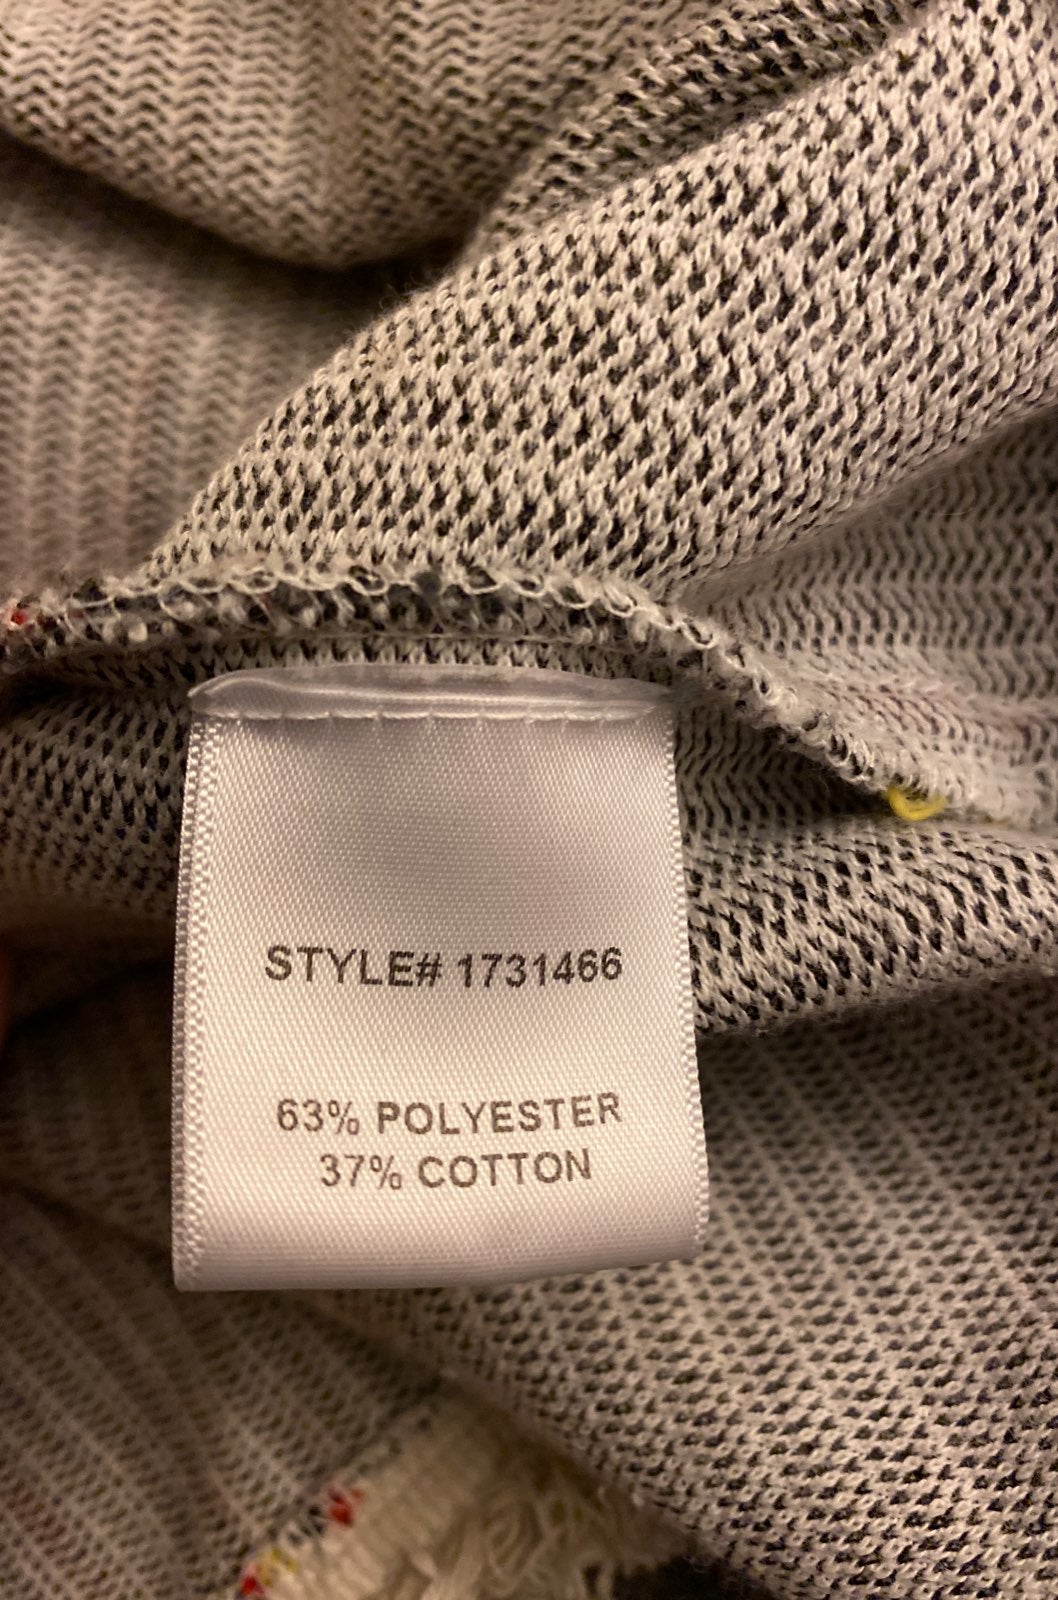 STYLE# 1731466
63% POLYESTER
37% COTTON